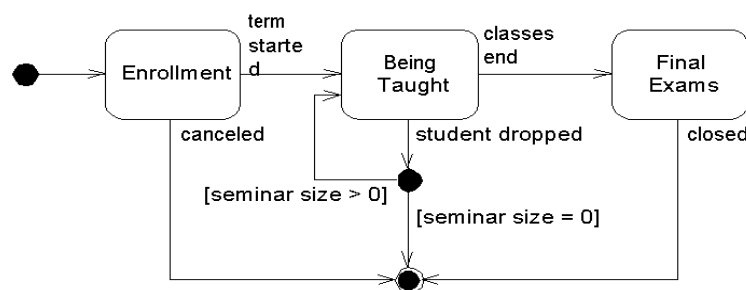 term
starte
d
classes
end
Enrollment
Being
Taught
Final
Exams
canceled
student dropped
closed
[seminar size > 0]
[seminar size = 0]